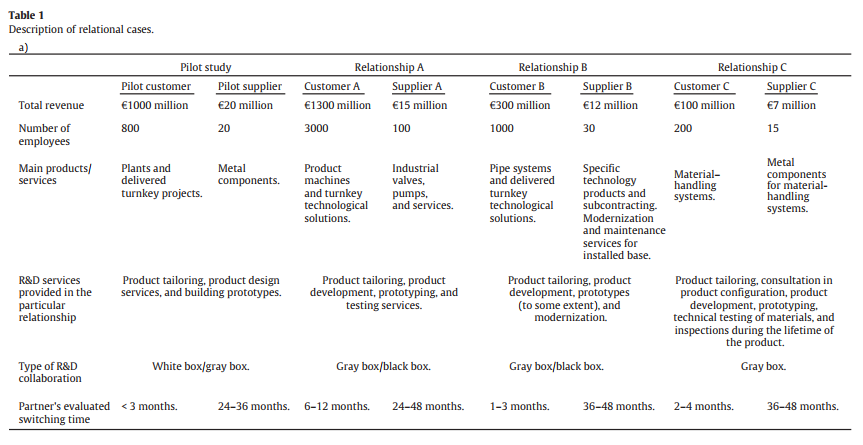 Table 1
Description of relational cases.
a)
Pilot study Relationship A Relationship B Relationship C
Pilot customer Pilot supplier Customer A Supplier A Customer B Supplier B Customer C Supplier C
Total revenue €1000 million €20 million €1300 million €15 million €300 million €12 million €100 million €7 million
Number of
employees
800 20 3000 100 1000 30 200 15
Main products/
services
Plants and
delivered
turnkey projects.
Metal
components.
Product
machines
and turnkey
technological
solutions.
Industrial
valves,
pumps,
and services.
Pipe systems
and delivered
turnkey
technological
solutions.
Specific
technology
products and
subcontracting.
Modernization
and maintenance
services for
installed base.
Material–
handling
systems.
Metal
components
for material-
handling
systems.
R&D services
provided in the
particular
relationship
Product tailoring, product design
services, and building prototypes.
Product tailoring, product
development, prototyping, and
testing services.
Product tailoring, product
development, prototypes
(to some extent), and
modernization.
Product tailoring, consultation in
product configuration, product
development, prototyping,
technical testing of materials, and
inspections during the lifetime of
the product.
Type of R&D
collaboration
White box/gray box. Gray box/black box. Gray box/black box. Gray box.
Partner's evaluated
switching time
< 3 months. 24–36 months. 6–12 months. 24–48 months. 1–3 months. 36–48 months. 2–4 months. 36–48 months.